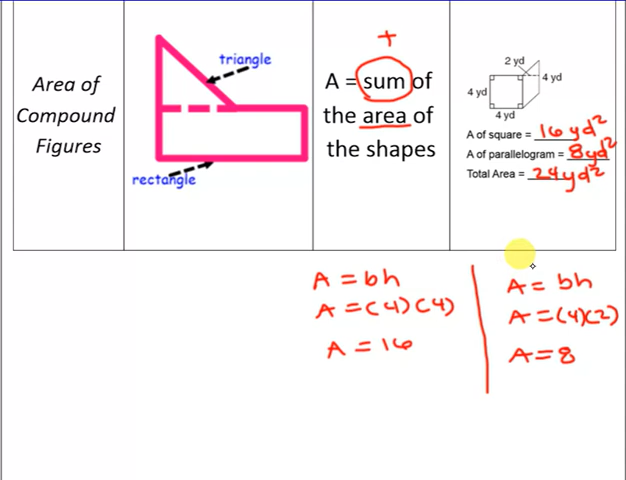 Area of
Compound
Figures
triangle
rectangle
+
A = sum of
the area of
the shapes
2 yd
4 yd
4 yd
4 yd
A of square = 16 yd²
A of parallelogram = 8 yd²
Total Area = 24 yd²
A = bh
A = (4)(4)
A = 16
A = bh
A = (4)(2)
A = 8